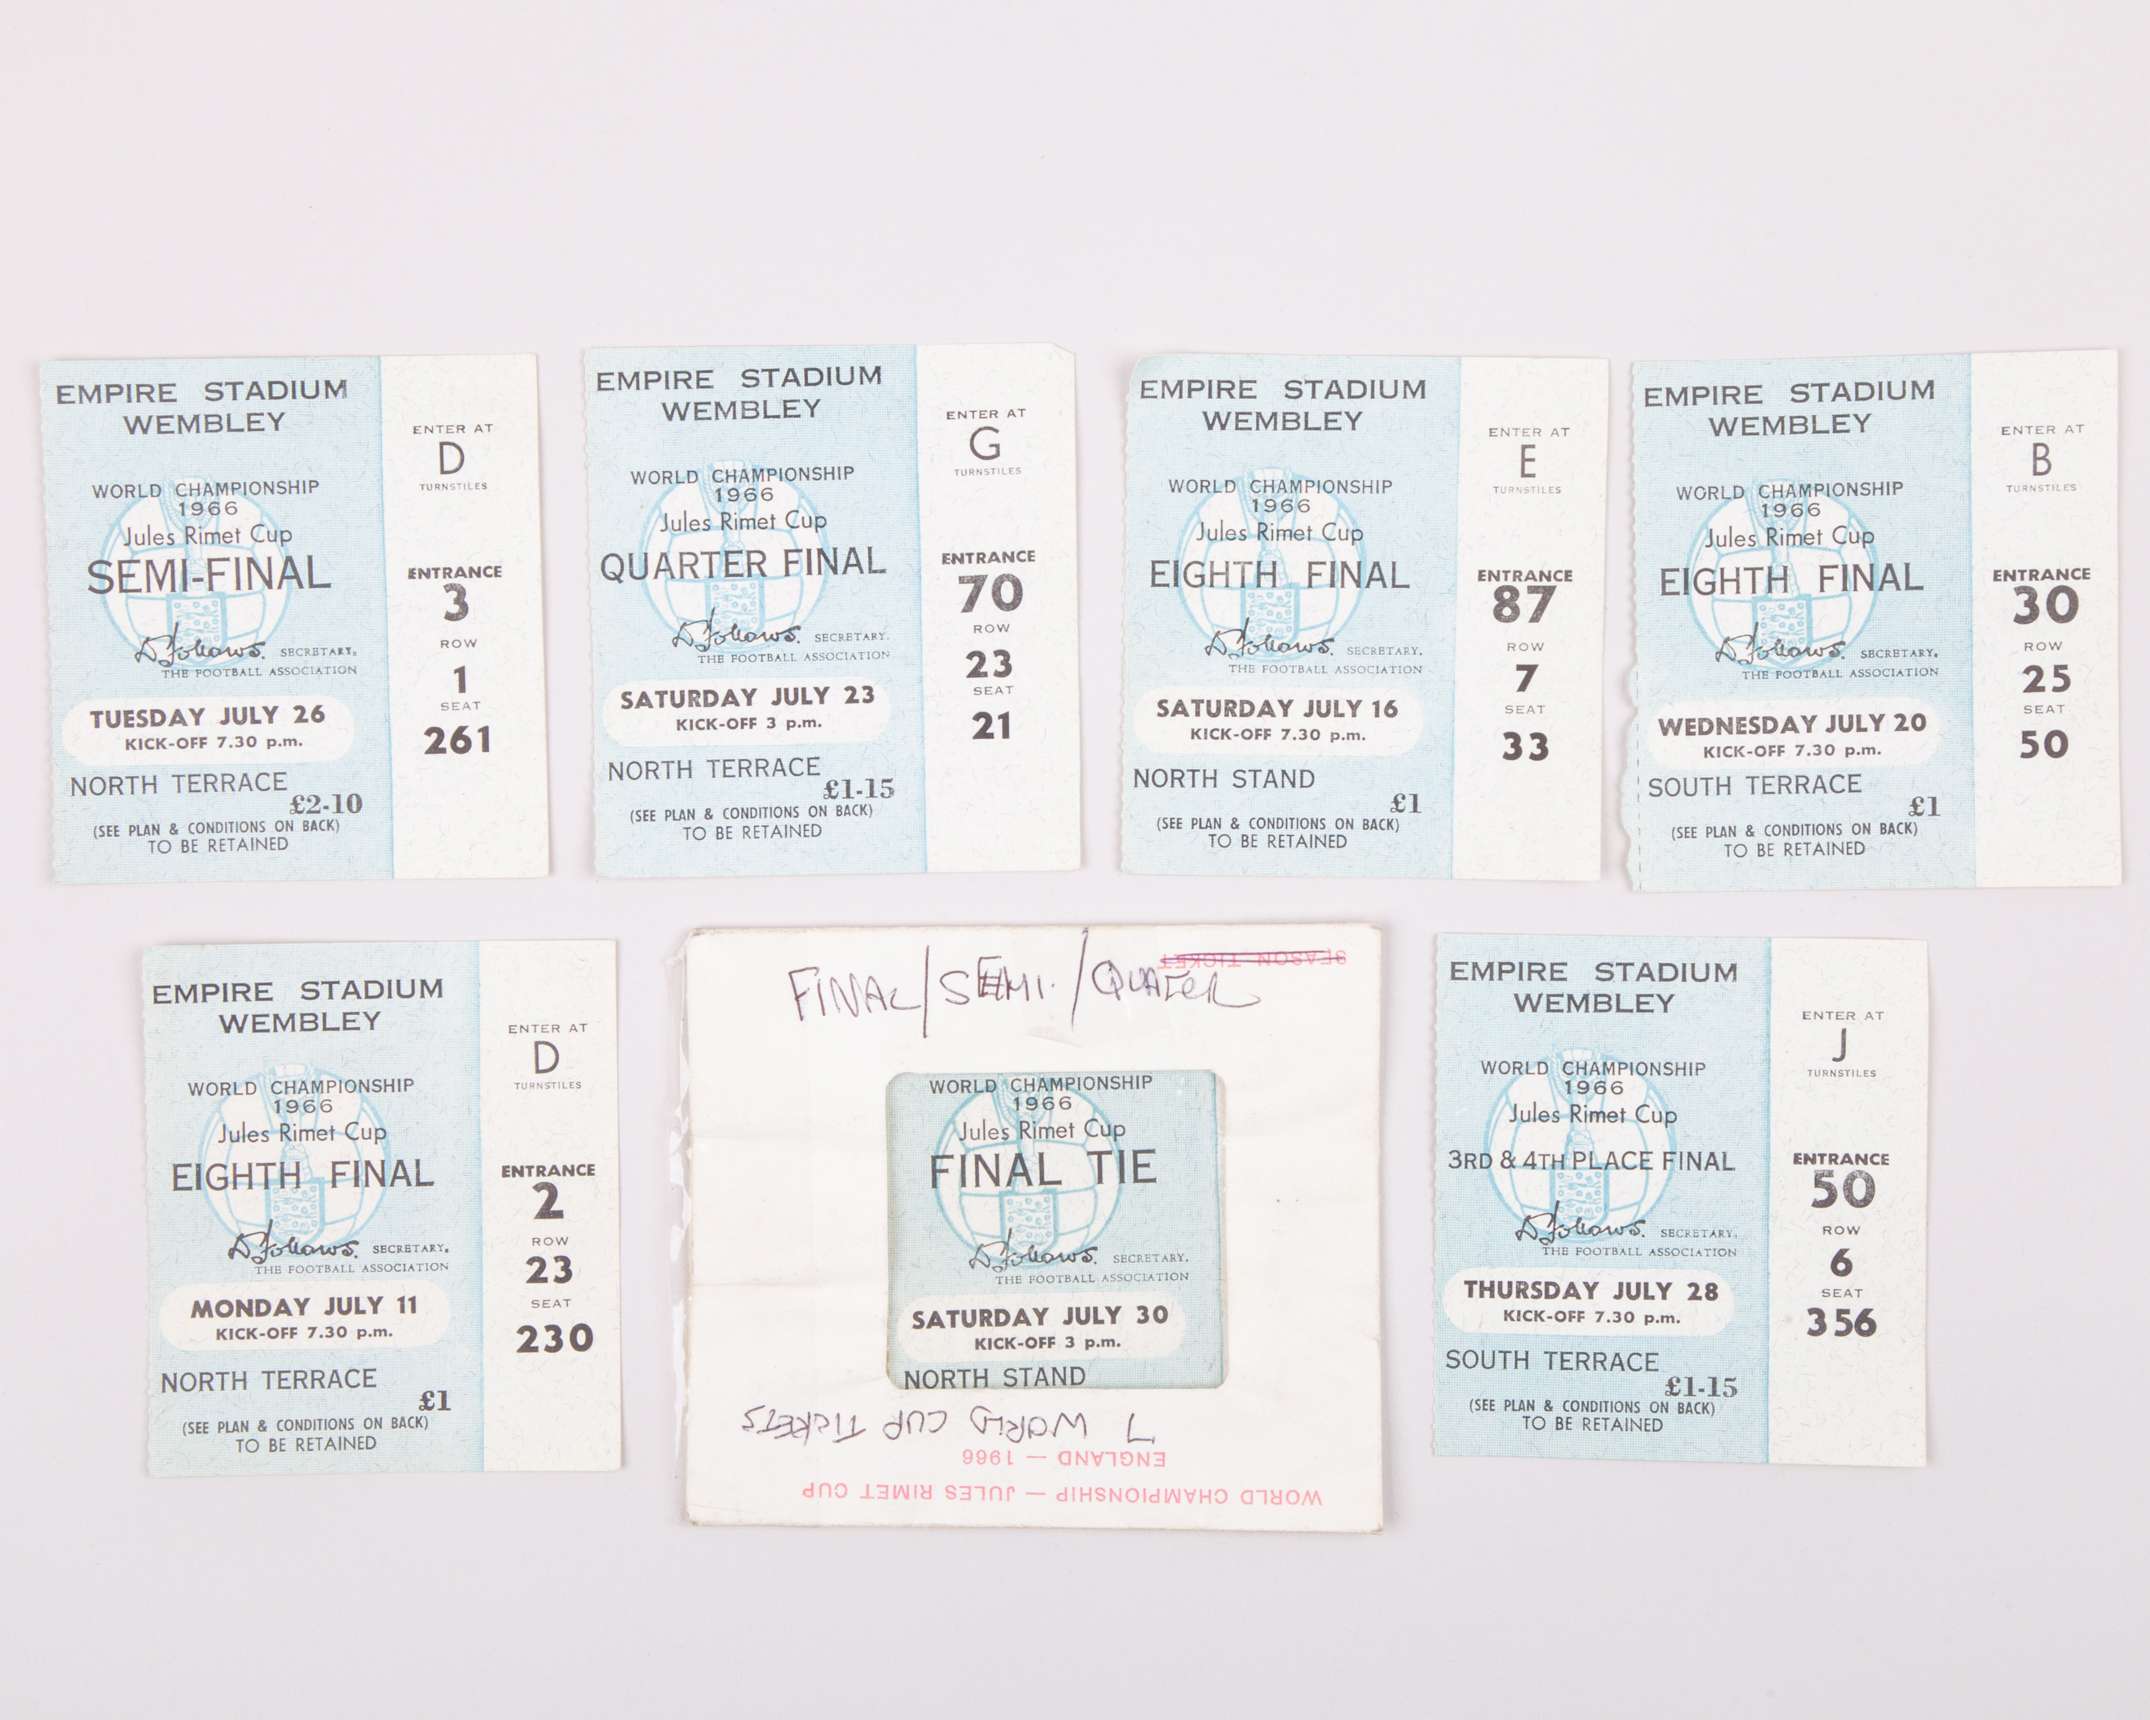 EMPIRE STADIUM
WEMBLEY
WORLD CHAMPIONSHIP
1966
Jules Rimet Cup
SEMI-FINAL
D Follows. SECRETARY,
THE FOOTBALL ASSOCIATION
TUESDAY JULY 26
KICK-OFF 7.30 p.m.
NORTH TERRACE
£2-10
(SEE PLAN & CONDITIONS ON BACK)
TO BE RETAINED
ENTER AT
D
TURNSTILES
ENTRANCE
3
ROW
1
SEAT
261
EMPIRE STADIUM
WEMBLEY
WORLD CHAMPIONSHIP
1966
Jules Rimet Cup
QUARTER FINAL
D Follows. SECRETARY.
THE FOOTBALL ASSOCIATION
SATURDAY JULY 23
KICK-OFF 3 p.m.
NORTH TERRACE
£1-15
(SEE PLAN & CONDITIONS ON BACK)
TO BE RETAINED
ENTER AT
G
TURNSTILES
ENTRANCE
70
ROW
23
SEAT
21
EMPIRE STADIUM
WEMBLEY
WORLD CHAMPIONSHIP
1966
Jules Rimet Cup
EIGHTH FINAL
D Follows. SECRETARY.
THE FOOTBALL ASSOCIATION
SATURDAY JULY 16
KICK-OFF 7.30 p.m.
NORTH STAND
£1
(SEE PLAN & CONDITIONS ON BACK)
TO BE RETAINED
ENTER AT
E
TURNSTILES
ENTRANCE
87
ROW
7
SEAT
33
EMPIRE STADIUM
WEMBLEY
WORLD CHAMPIONSHIP
1966
Jules Rimet Cup
EIGHTH FINAL
D Follows. SECRETARY.
THE FOOTBALL ASSOCIATION
WEDNESDAY JULY 20
KICK-OFF 7.30 p.m.
SOUTH TERRACE
£1
(SEE PLAN & CONDITIONS ON BACK)
TO BE RETAINED
ENTER AT
B
TURNSTILES
ENTRANCE
30
ROW
25
SEAT
50
EMPIRE STADIUM
WEMBLEY
WORLD CHAMPIONSHIP
1966
Jules Rimet Cup
EIGHTH FINAL
D Follows. SECRETARY.
THE FOOTBALL ASSOCIATION
MONDAY JULY 11
KICK-OFF 7.30 p.m.
NORTH TERRACE
£1
(SEE PLAN & CONDITIONS ON BACK)
TO BE RETAINED
ENTER AT
D
TURNSTILES
ENTRANCE
2
ROW
23
SEAT
230
SEASON TICKET
FINAL/SEMI./QUATER
WORLD CHAMPIONSHIP
1966
Jules Rimet Cup
FINAL TIE
D Follows. SECRETARY.
THE FOOTBALL ASSOCIATION
SATURDAY JULY 30
KICK-OFF 3 p.m.
NORTH STAND
WORLD CHAMPIONSHIP — JULES RIMET CUP
ENGLAND — 1966
7 WORLD CUP TICKETS
EMPIRE STADIUM
WEMBLEY
WORLD CHAMPIONSHIP
1966
Jules Rimet Cup
3RD & 4TH PLACE FINAL
D Follows. SECRETARY.
THE FOOTBALL ASSOCIATION
THURSDAY JULY 28
KICK-OFF 7.30 p.m.
SOUTH TERRACE
£1-15
(SEE PLAN & CONDITIONS ON BACK)
TO BE RETAINED
ENTER AT
J
TURNSTILES
ENTRANCE
50
ROW
6
SEAT
356